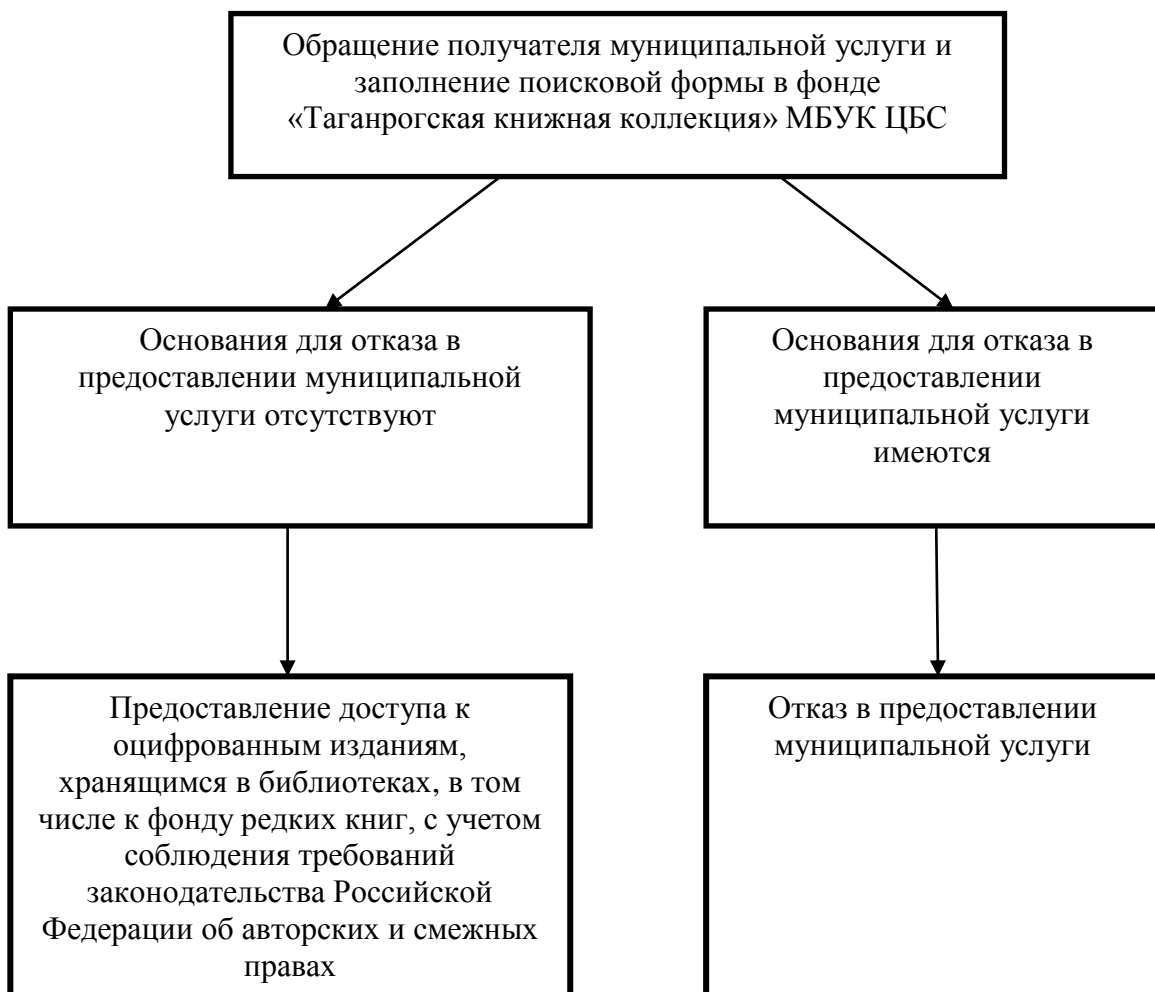 Обращение получателя муниципальной услуги и
заполнение поисковой формы в фонде
«Таганрогская книжная коллекция» МБУК ЦБС
Основания для отказа в
предоставлении муниципальной
услуги отсутствуют
Основания для отказа в
предоставлении
муниципальной услуги
имеются
Предоставление доступа к
оцифрованным изданиям,
хранящимся в библиотеках, в том
числе к фонду редких книг, с учетом
соблюдения требований
законодательства Российской
Федерации об авторских и смежных
правах
Отказ в предоставлении
муниципальной услуги